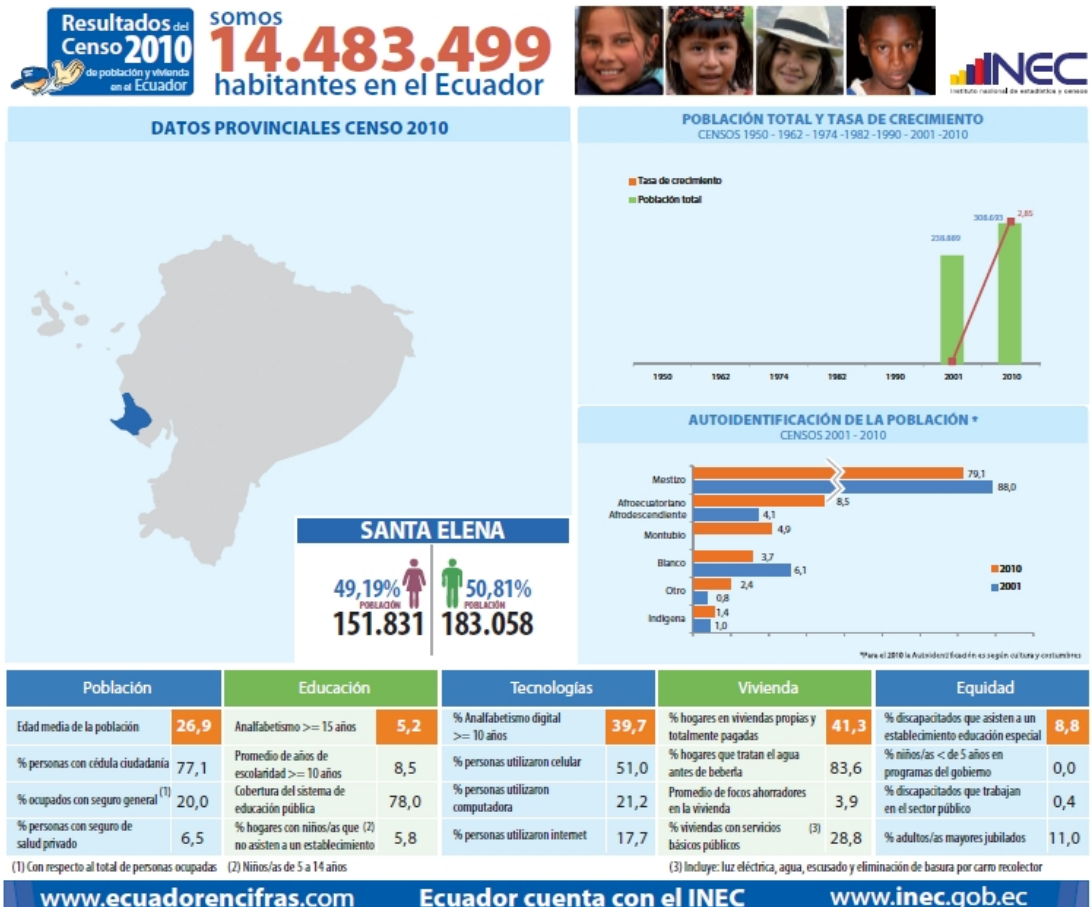 Resultados del
Censo 2010
de población y vivienda
en el Ecuador
somos
14.483.499
habitantes en el Ecuador
INEC
Instituto nacional de estadística y censos
DATOS PROVINCIALES CENSO 2010
SANTA ELENA
49,19%
POBLACIÓN
151.831
50,81%
POBLACIÓN
183.058
POBLACIÓN TOTAL Y TASA DE CRECIMIENTO
CENSOS 1950 - 1962 - 1974 -1982 -1990 - 2001 -2010
Tasa de crecimiento
Población total
238.889
308.693
2,85
1950 1962 1974 1982 1990 2001 2010
AUTOIDENTIFICACIÓN DE LA POBLACIÓN *
CENSOS 2001 - 2010
Mestizo 79,1
88,0
Afroecuatoriano 8,5
Afrodescendiente 4,1
Montubio 4,9
Blanco 3,7
6,1
Otro 2,4
0,8
Indígena 1,4
1,0
2010
2001
*Para el 2010 la Autoidentificación es según cultura y costumbres
Población
Edad media de la población 26,9
% personas con cédula ciudadanía 77,1
% ocupados con seguro general (1) 20,0
% personas con seguro de
salud privado 6,5
Educación
Analfabetismo >= 15 años 5,2
Promedio de años de
escolaridad >= 10 años 8,5
Cobertura del sistema de
educación pública 78,0
% hogares con niños/as que (2)
no asisten a un establecimiento 5,8
Tecnologías
% Analfabetismo digital
>= 10 años 39,7
% personas utilizaron celular 51,0
% personas utilizaron
computadora 21,2
% personas utilizaron internet 17,7
Vivienda
% hogares en viviendas propias y
totalmente pagadas 41,3
% hogares que tratan el agua
antes de beberla 83,6
Promedio de focos ahorradores
en la vivienda 3,9
% viviendas con servicios (3)
básicos públicos 28,8
Equidad
% discapacitados que asisten a un
establecimiento educación especial 8,8
% niños/as < de 5 años en
programas del gobierno 0,0
% discapacitados que trabajan
en el sector público 0,4
% adultos/as mayores jubilados 11,0
(1) Con respecto al total de personas ocupadas (2) Niños/as de 5 a 14 años
(3) Incluye: luz eléctrica, agua, escusado y eliminación de basura por carro recolector
www.ecuadorencifras.com Ecuador cuenta con el INEC www.inec.gob.ec